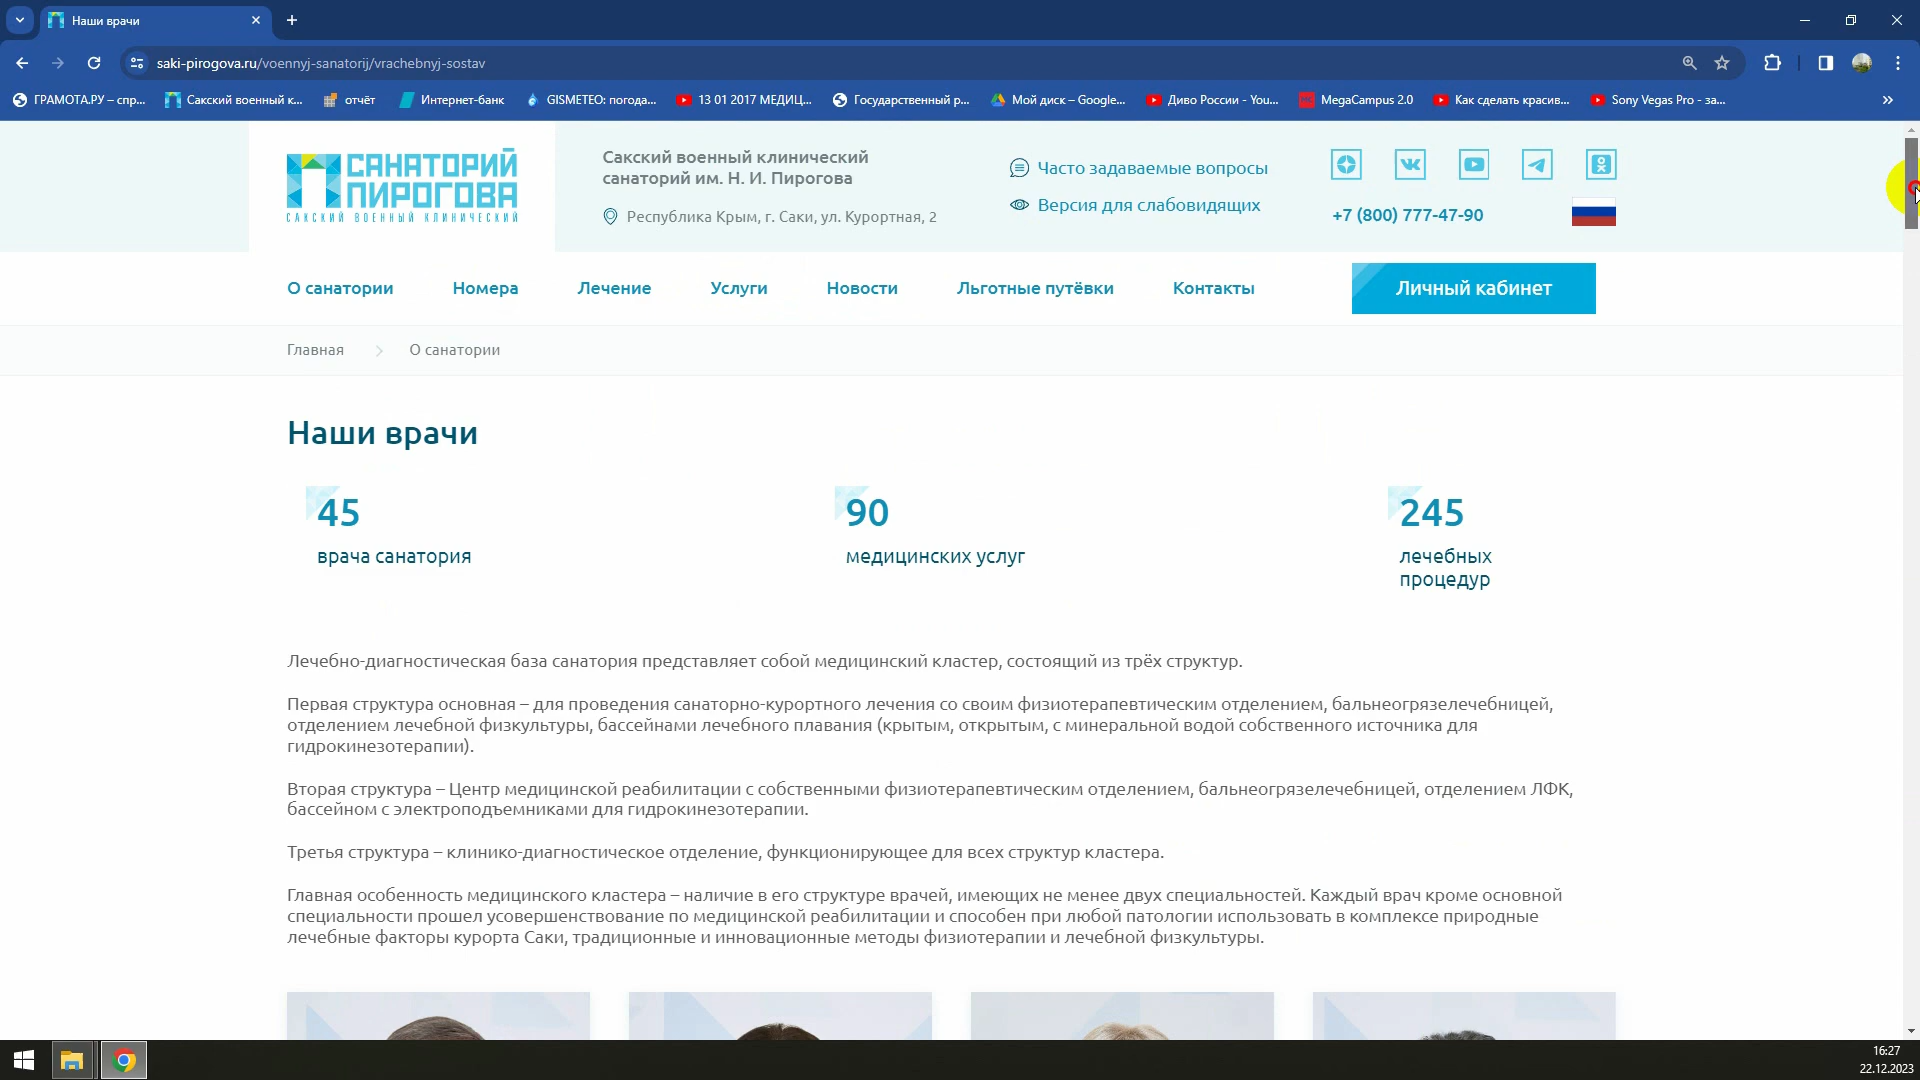 Наши врачи
saki-pirogova.ru/voennyj-sanatorij/vrachebnyj-sostav
ГРАМОТА.РУ – спр...
Сакский военный к...
отчёт
Интернет-банк
GISMETEO: погода...
13 01 2017 МЕДИЦ...
Государственный р...
Мой диск – Google...
Диво России - You...
MegaCampus 2.0
Как сделать красив...
Sony Vegas Pro - за...
САНАТОРИЙ
ПИРОГОВА
САКСКИЙ ВОЕННЫЙ КЛИНИЧЕСКИЙ
Сакский военный клинический
санаторий им. Н. И. Пирогова
Республика Крым, г. Саки, ул. Курортная, 2
Часто задаваемые вопросы
Версия для слабовидящих
+7 (800) 777-47-90
О санатории
Номера
Лечение
Услуги
Новости
Льготные путёвки
Контакты
Личный кабинет
Главная
О санатории
Наши врачи
45
врача санатория
90
медицинских услуг
245
лечебных
процедур
Лечебно-диагностическая база санатория представляет собой медицинский кластер, состоящий из трёх структур.
Первая структура основная – для проведения санаторно-курортного лечения со своим физиотерапевтическим отделением, бальнеогрязелечебницей,
отделением лечебной физкультуры, бассейнами лечебного плавания (крытым, открытым, с минеральной водой собственного источника для
гидрокинезотерапии).
Вторая структура – Центр медицинской реабилитации с собственными физиотерапевтическим отделением, бальнеогрязелечебницей, отделением ЛФК,
бассейном с электроподъемниками для гидрокинезотерапии.
Третья структура – клинико-диагностическое отделение, функционирующее для всех структур кластера.
Главная особенность медицинского кластера – наличие в его структуре врачей, имеющих не менее двух специальностей. Каждый врач кроме основной
специальности прошел усовершенствование по медицинской реабилитации и способен при любой патологии использовать в комплексе природные
лечебные факторы курорта Саки, традиционные и инновационные методы физиотерапии и лечебной физкультуры.
16:27
22.12.2023